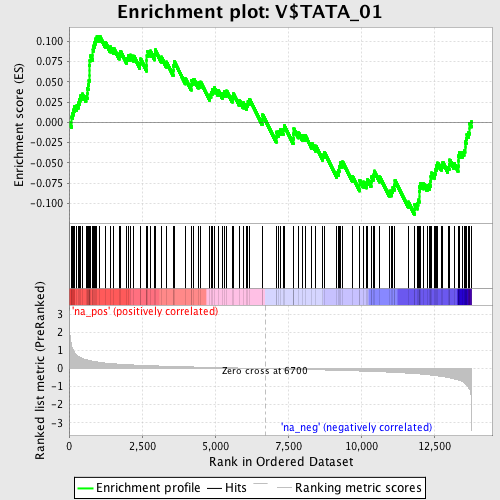 Enrichment plot: V$TATA_01
Enrichment score (ES)
0.100
0.075
0.050
0.025
0.000
-0.025
-0.050
-0.075
-0.100
'na_pos' (positively correlated)
Ranked list metric (PreRanked)
3
2
1
0
-1
-2
-3
Zero cross at 6700
'na_neg' (negatively correlated)
0
2,500
5,000
7,500
10,000
12,500
Rank in Ordered Dataset
Enrichment profile
Hits
Ranking metric scores